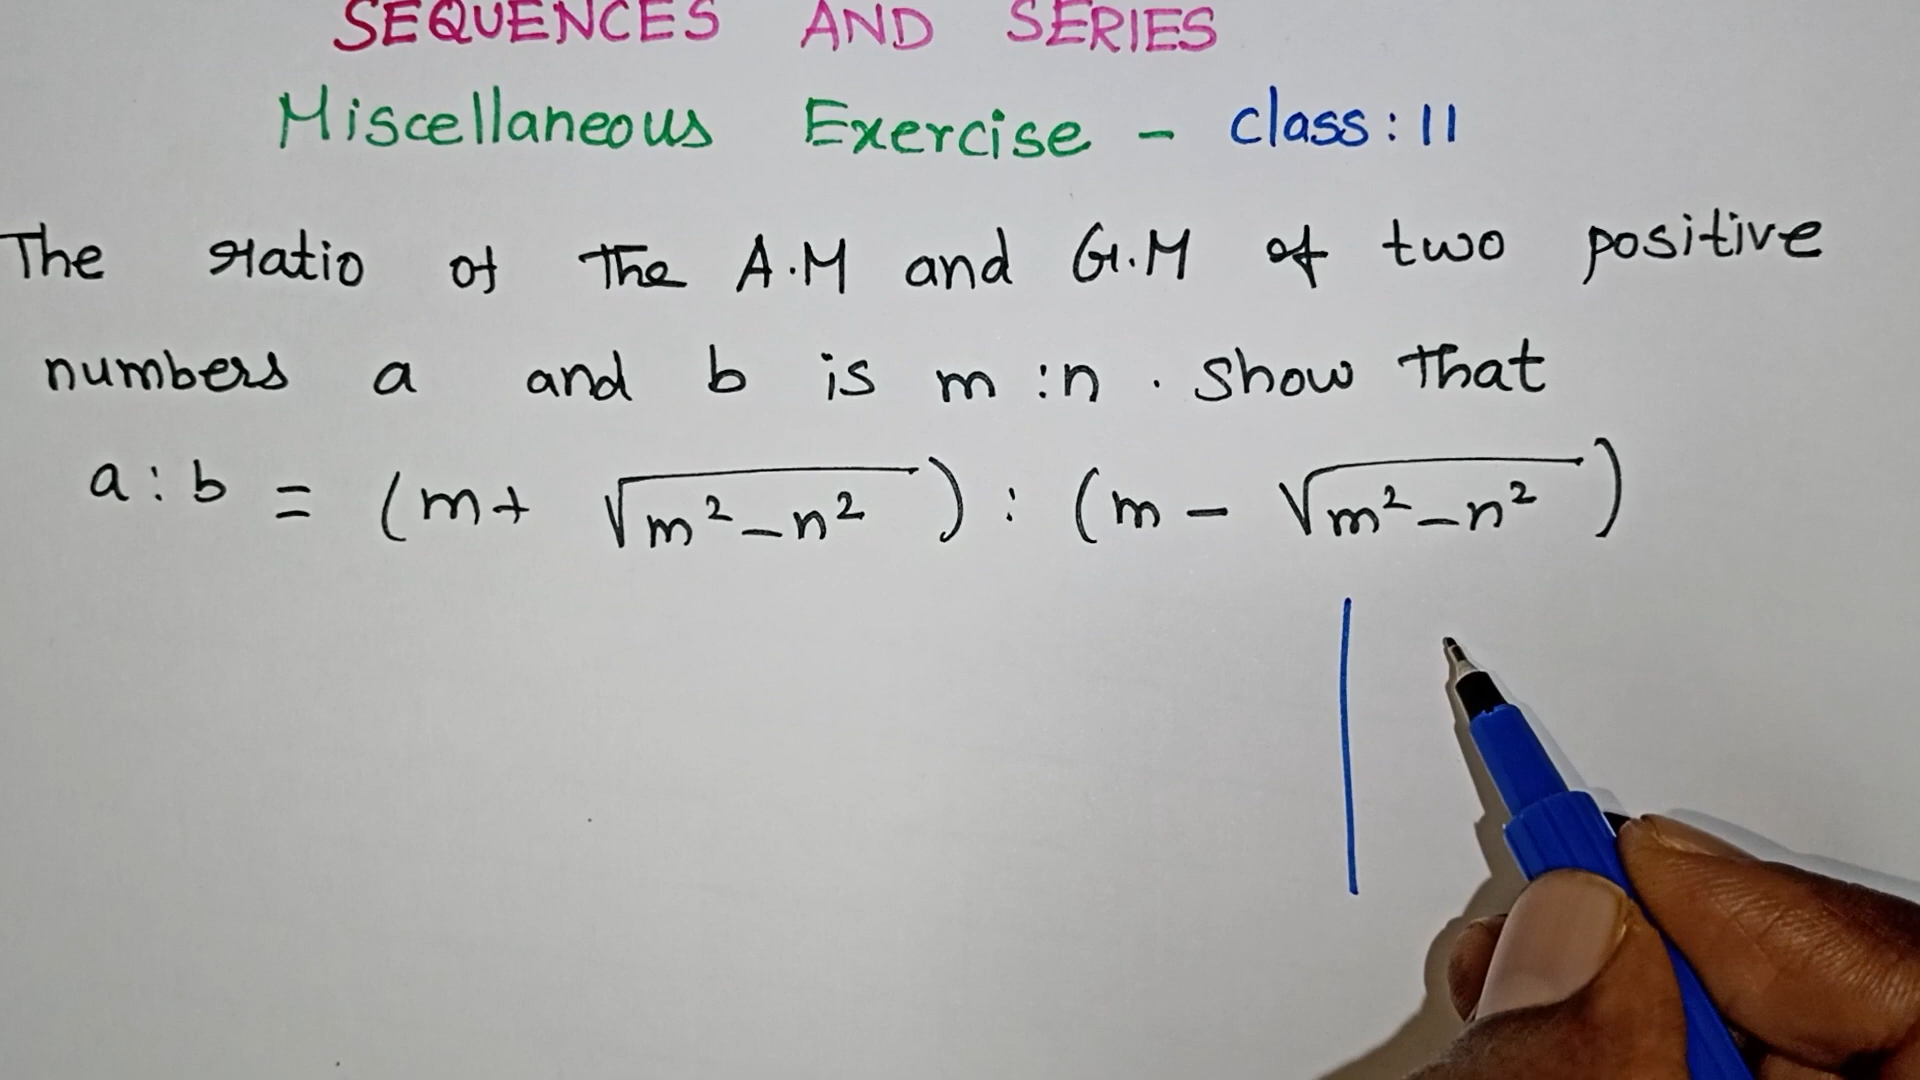 SEQUENCES AND SERIES
Miscellaneous Exercise - class: 11
The ratio of the A.M and G.M of two positive
numbers a and b is m:n. Show that
a:b = (m+ √m²-n² ) : (m - √m²-n² )